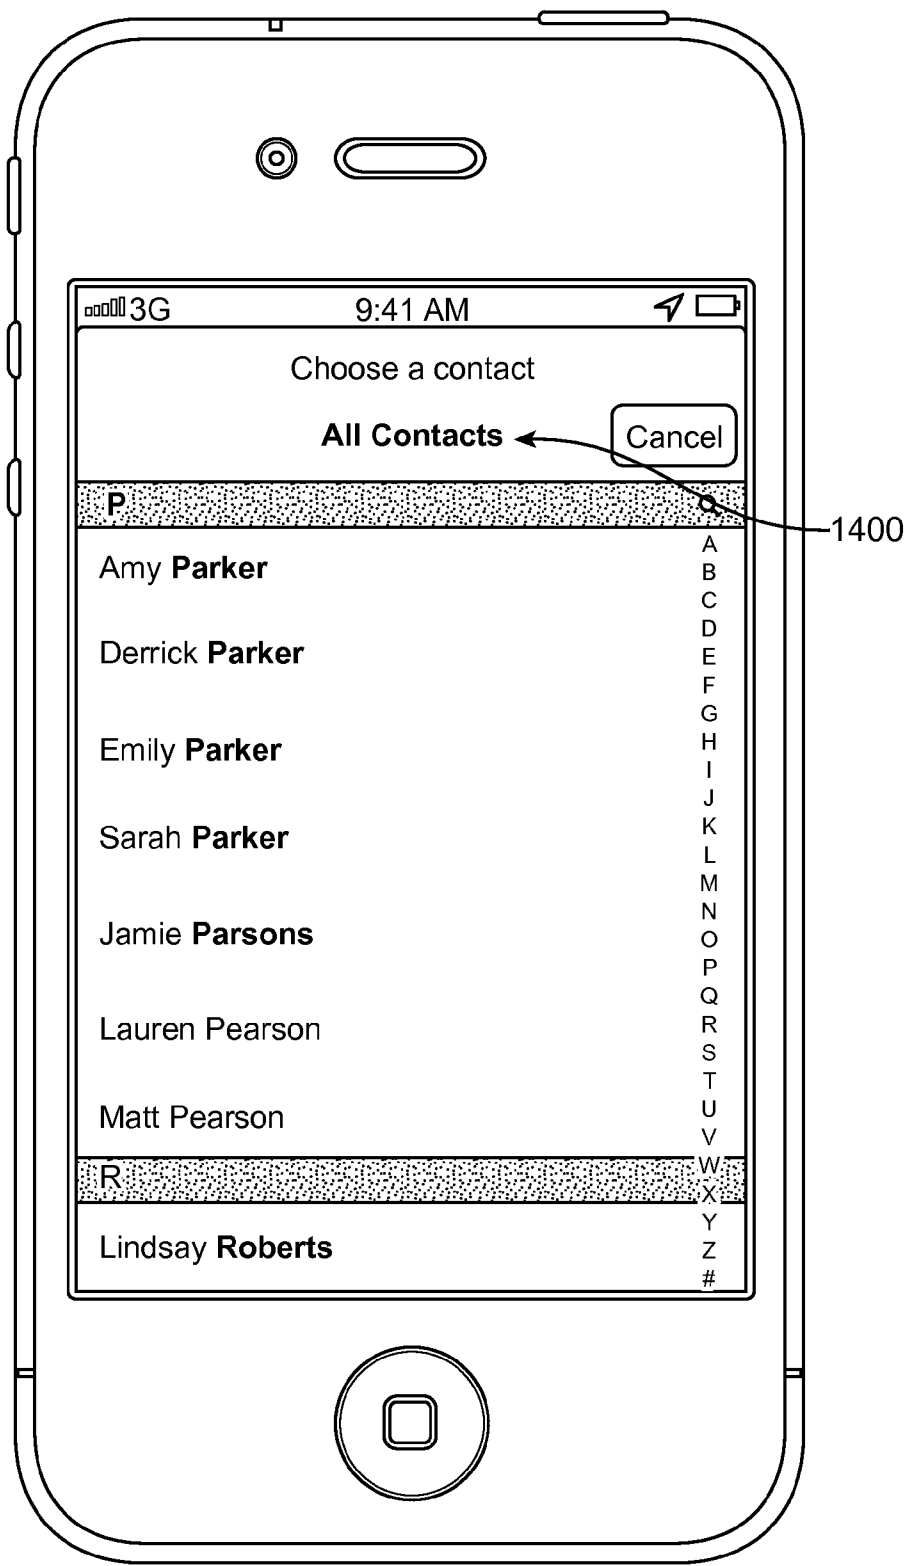 3G 9:41 AM
Choose a contact
All Contacts Cancel
P
1400
Amy Parker
Derrick Parker
Emily Parker
Sarah Parker
Jamie Parsons
Lauren Pearson
Matt Pearson
R
Lindsay Roberts
A
B
C
D
E
F
G
H
I
J
K
L
M
N
O
P
Q
R
S
T
U
V
W
X
Y
Z
#